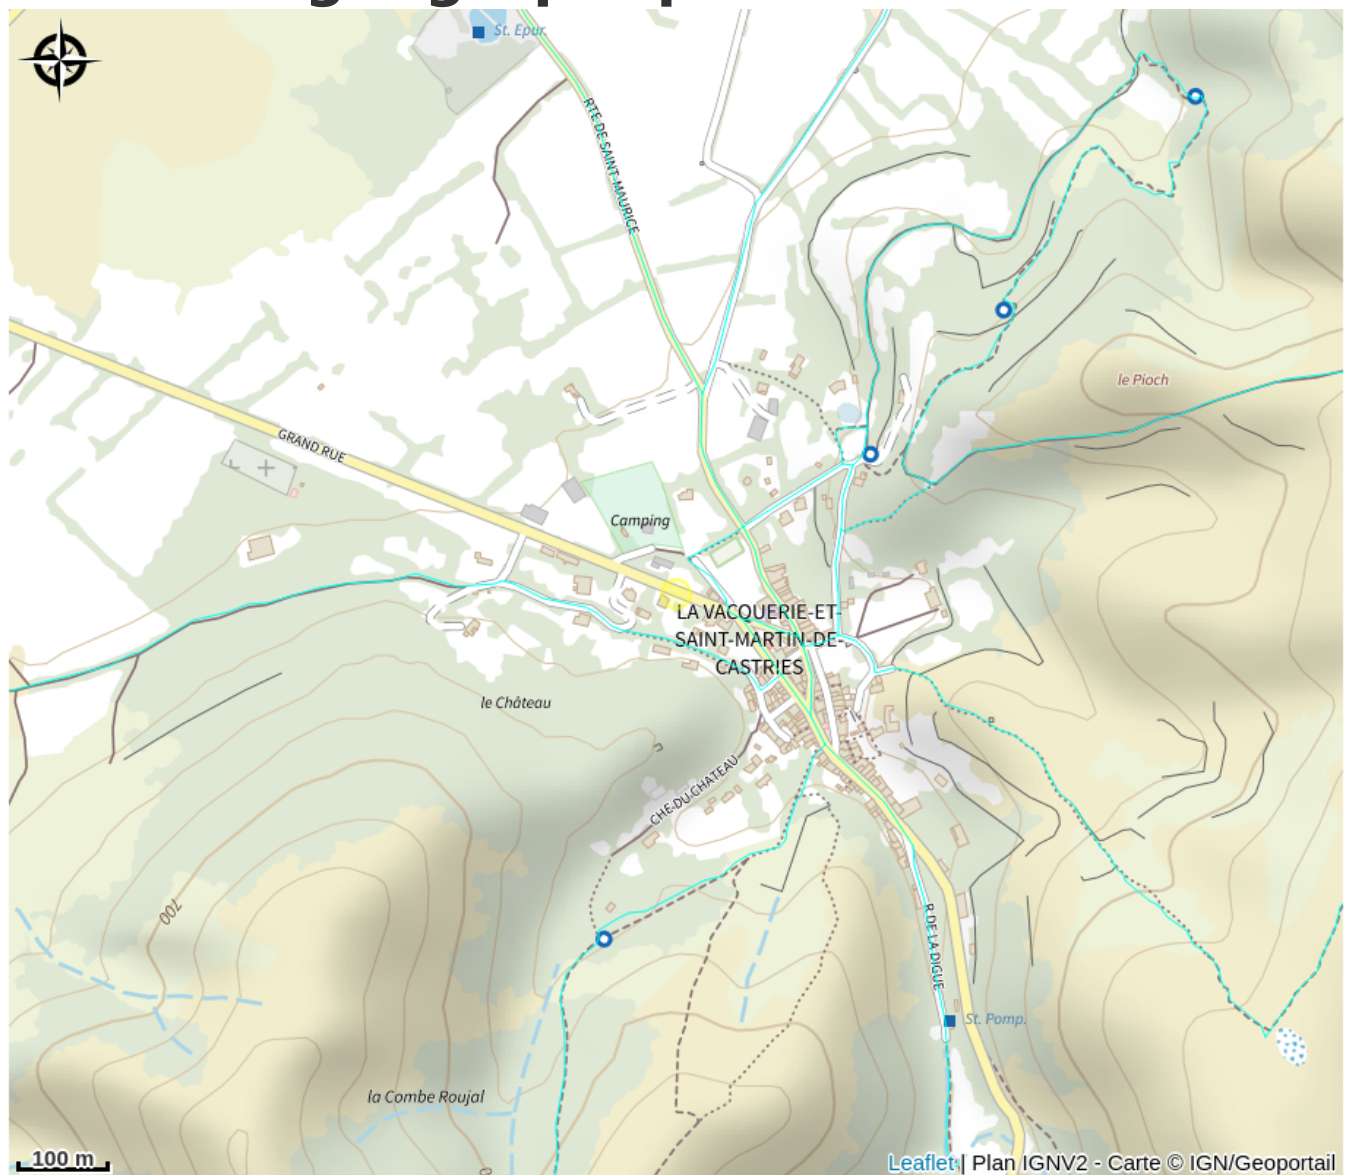 St. Epur.
RTE DE SAINT-MAURICE
le Pioch
GRAND RUE
Camping
LA VACQUERIE-ET-
SAINT-MARTIN-DE-
CASTRIES
le Château
CHE DU CHATEAU
700
R DE LA DIGUE
St. Pomp.
la Combe Roujal
100 m
Leaflet | Plan IGNV2 - Carte © IGN/Geoportail